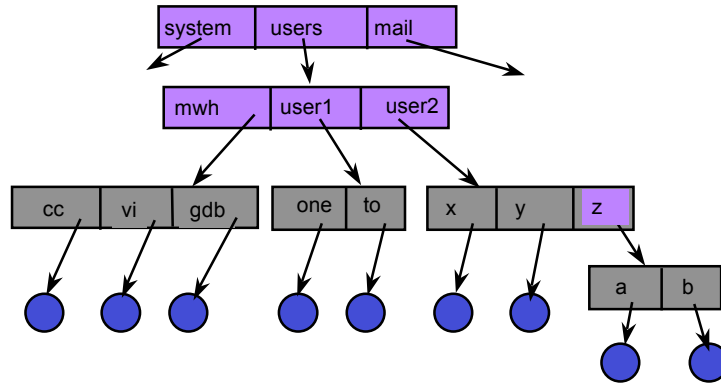 system users mail
mwh user1 user2
cc vi gdb one to x y z
a b